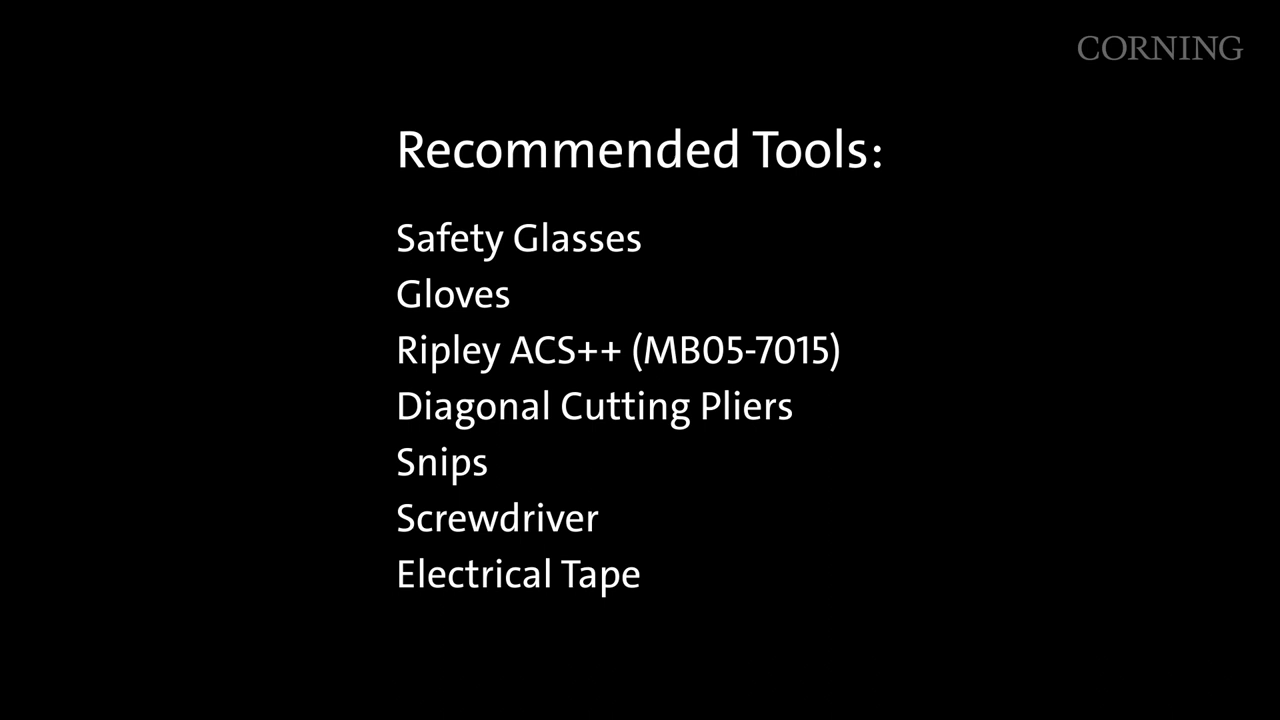 CORNING
Recommended Tools:
Safety Glasses
Gloves
Ripley ACS++ (MB05-7015)
Diagonal Cutting Pliers
Snips
Screwdriver
Electrical Tape